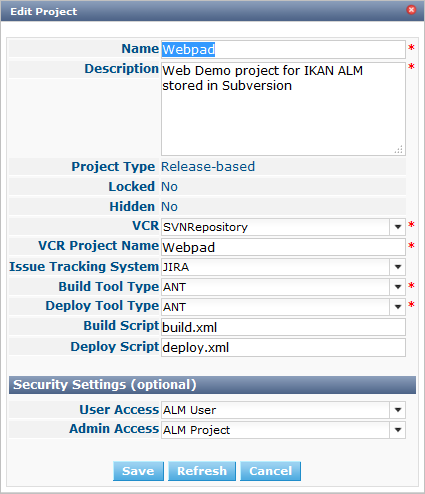 Edit Project
Name Webpad *
Description Web Demo project for IKAN ALM *
stored in Subversion
Project Type Release-based
Locked No
Hidden No
VCR SVNRepository *
VCR Project Name Webpad *
Issue Tracking System JIRA
Build Tool Type ANT *
Deploy Tool Type ANT *
Build Script build.xml
Deploy Script deploy.xml
Security Settings (optional)
User Access ALM User
Admin Access ALM Project
Save Refresh Cancel